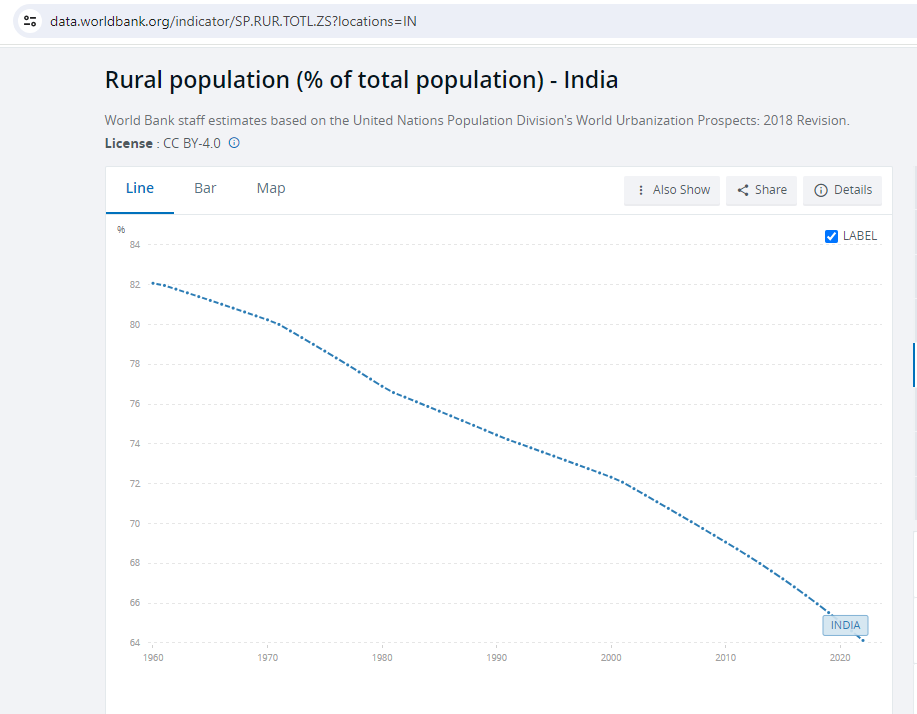 data.worldbank.org/indicator/SP.RUR.TOTL.ZS?locations=IN
Rural population (% of total population) - India
World Bank staff estimates based on the United Nations Population Division's World Urbanization Prospects: 2018 Revision.
License : CC BY-4.0
Line Bar Map Also Show Share Details
%
LABEL
84
82
80
78
76
74
72
70
68
66
INDIA
64
1960 1970 1980 1990 2000 2010 2020